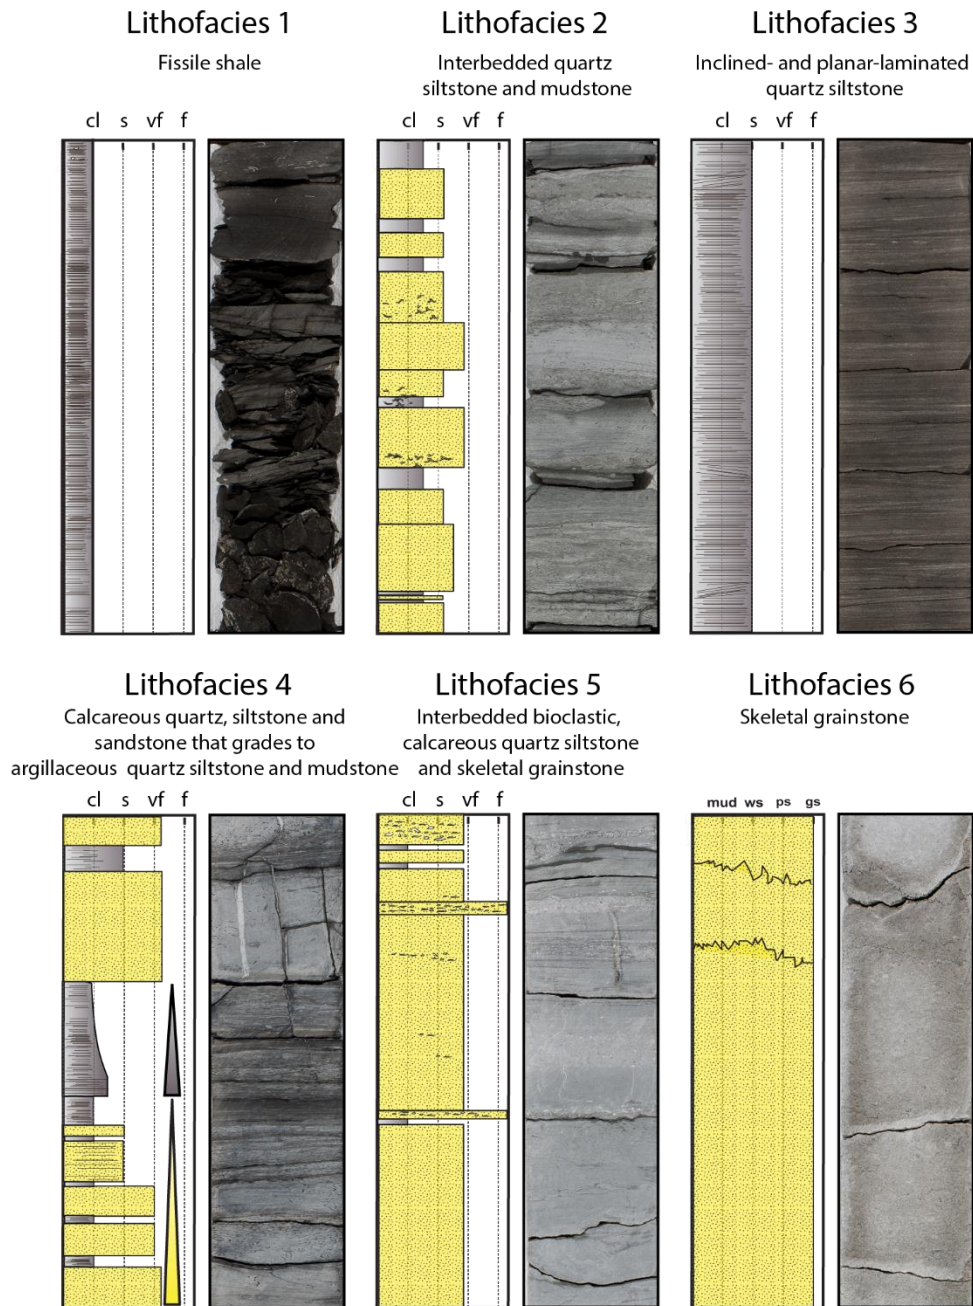 Lithofacies 1
Fissile shale
cl s vf f
Lithofacies 2
Interbedded quartz
siltstone and mudstone
cl s vf f
Lithofacies 3
Inclined- and planar-laminated
quartz siltstone
cl s vf f
Lithofacies 4
Calcareous quartz, siltstone and
sandstone that grades to
argillaceous quartz siltstone and mudstone
cl s vf f
Lithofacies 5
Interbedded bioclastic,
calcareous quartz siltstone
and skeletal grainstone
cl s vf f
Lithofacies 6
Skeletal grainstone
mud ws ps gs